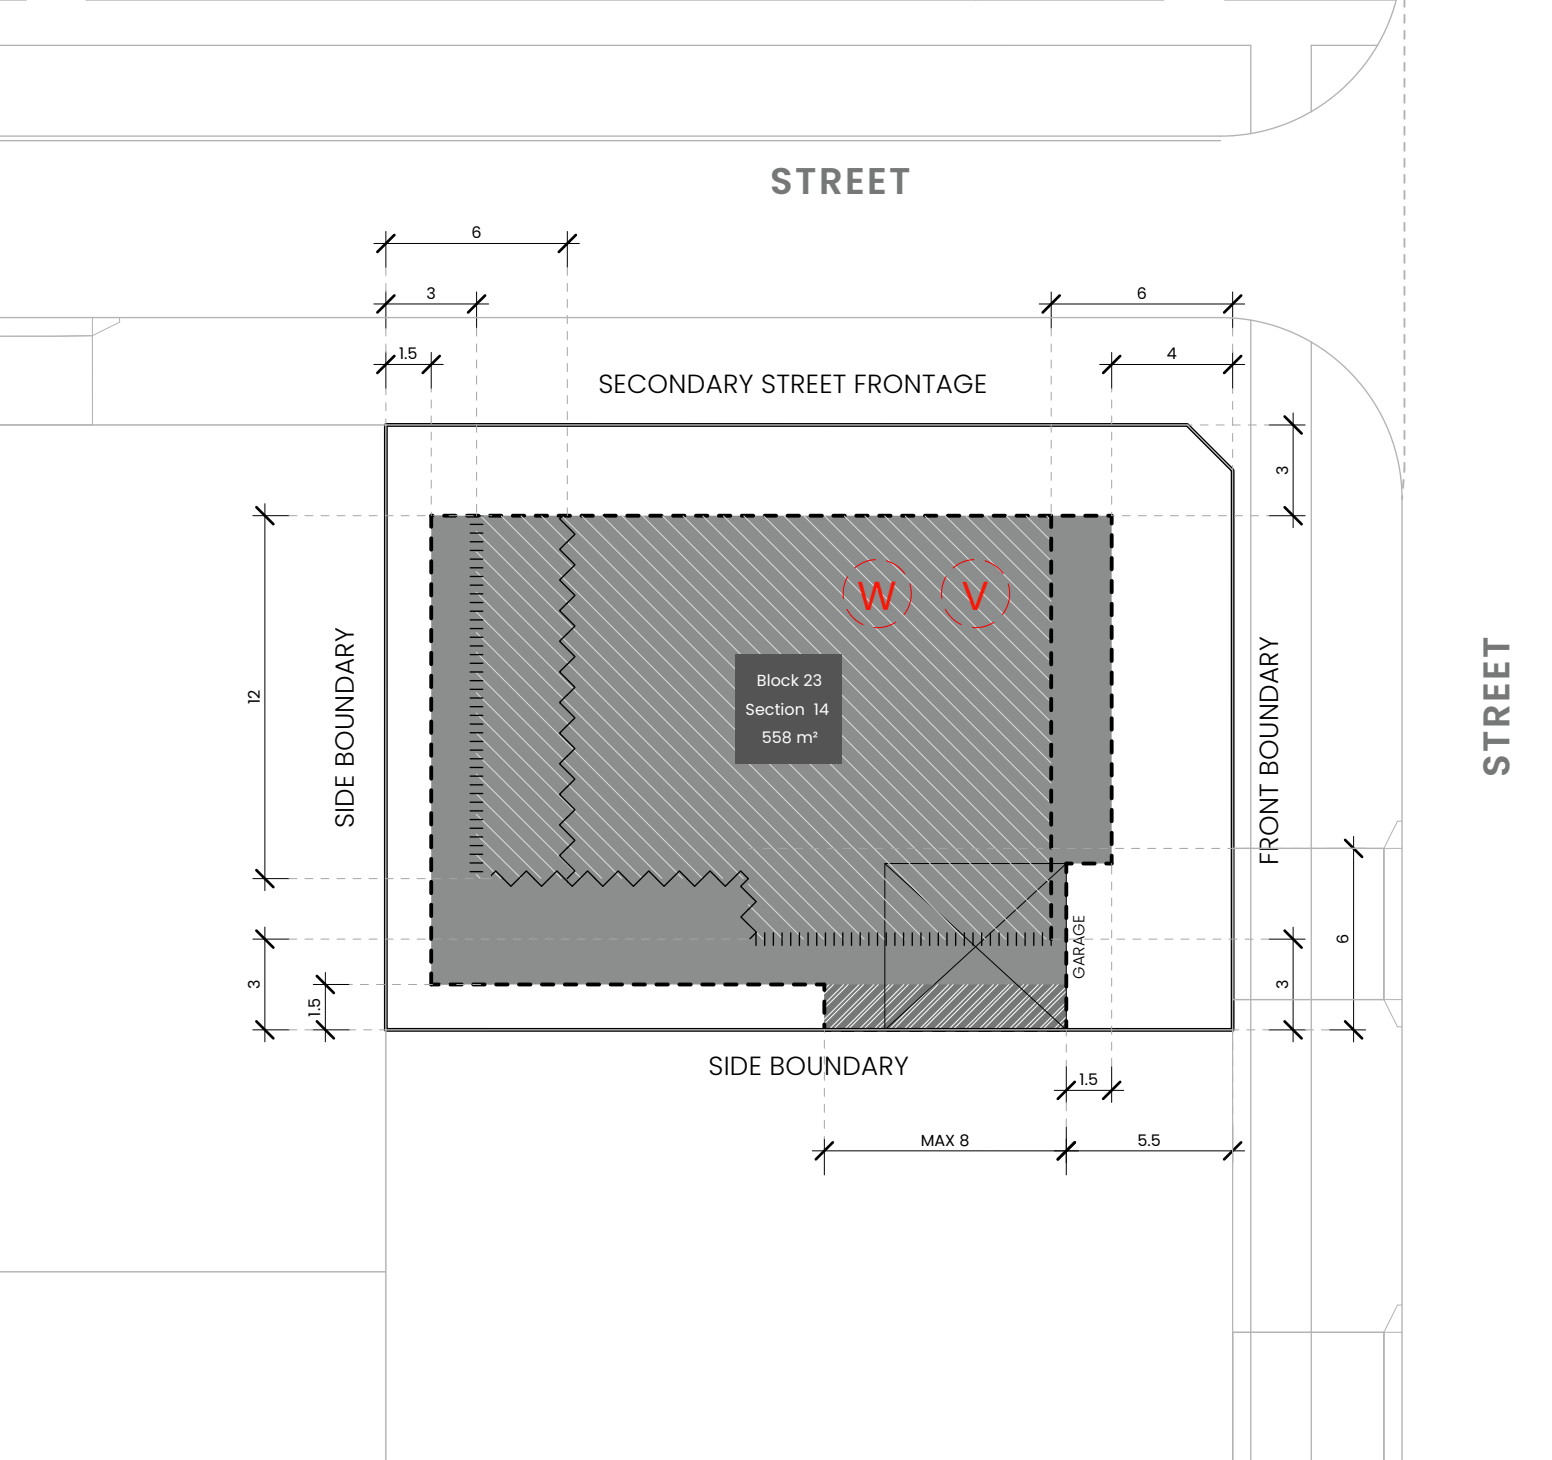 STREET
6
3
6
1.5
4
SECONDARY STREET FRONTAGE
3
12
W
V
SIDE BOUNDARY
Block 23
Section 14
558 m²
FRONT BOUNDARY
STREET
GARAGE
6
3
3
1.5
SIDE BOUNDARY
1.5
MAX 8
5.5